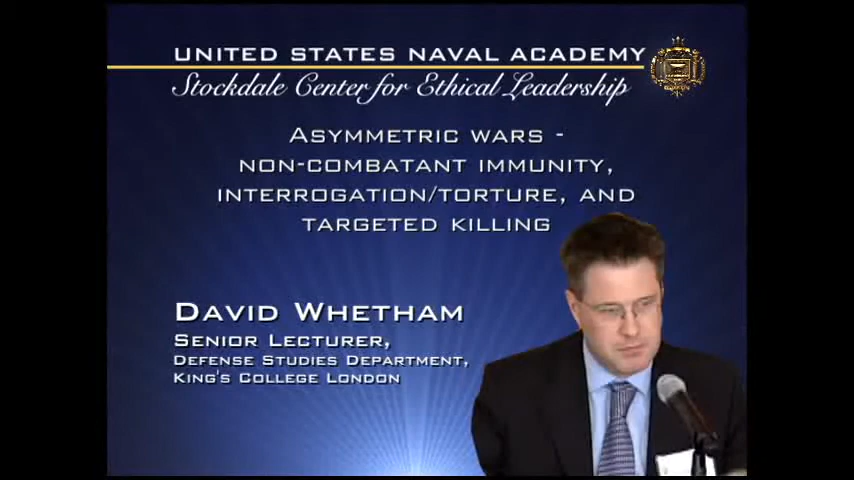 UNITED STATES NAVAL ACADEMY
Stockdale Center for Ethical Leadership
ASYMMETRIC WARS -
NON-COMBATANT IMMUNITY,
INTERROGATION/TORTURE, AND
TARGETED KILLING
DAVID WHETHAM
SENIOR LECTURER,
DEFENSE STUDIES DEPARTMENT,
KING'S COLLEGE LONDON